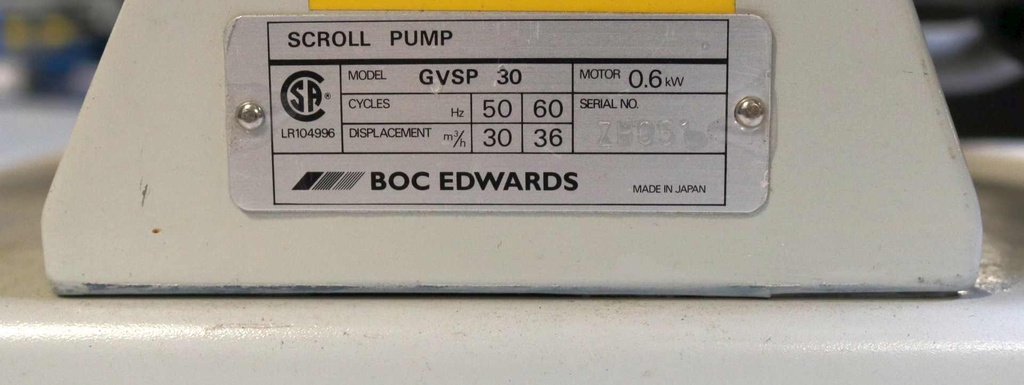 SCROLL PUMP
MODEL GVSP 30 MOTOR 0.6 kW
CYCLES Hz 50 60 SERIAL NO.
LR104996 DISPLACEMENT m³/h 30 36
BOC EDWARDS MADE IN JAPAN